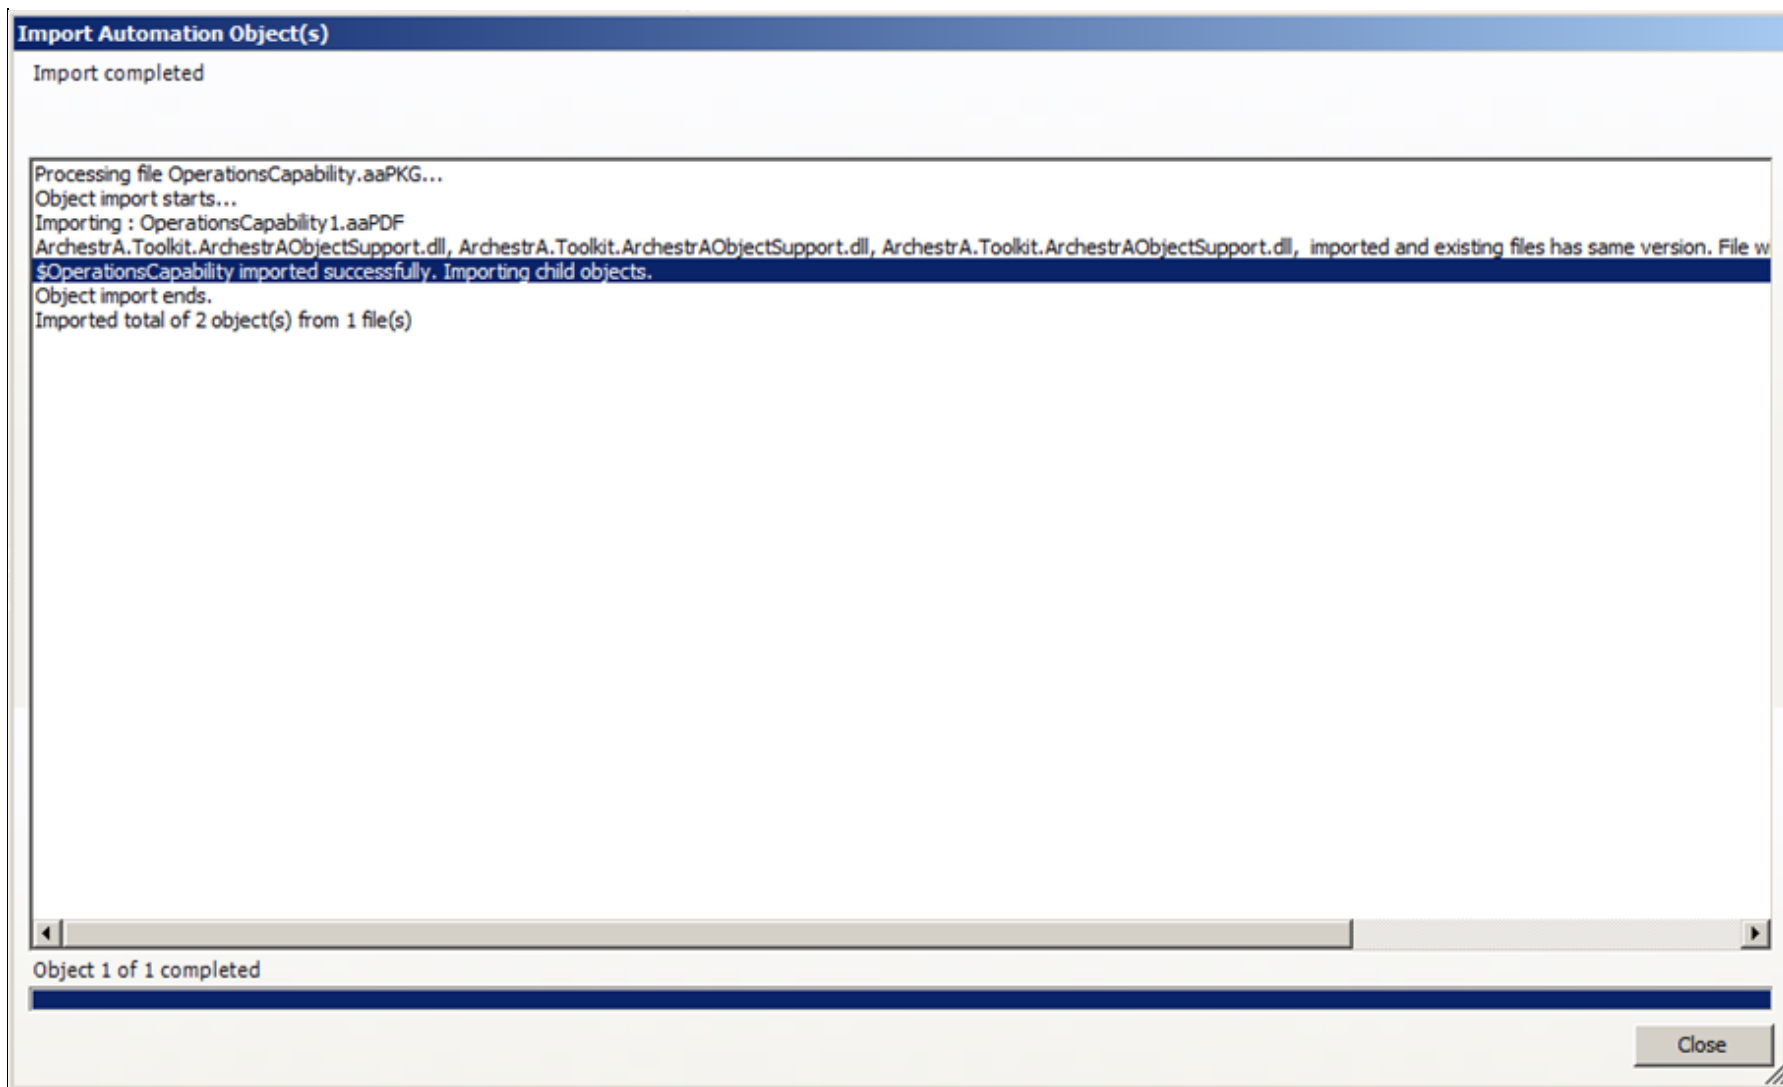 Import Automation Object(s)
Import completed
Processing file OperationsCapability.aaPKG...
Object import starts...
Importing : OperationsCapability1.aaPDF
ArchestrA.Toolkit.ArchestrAObjectSupport.dll, ArchestrA.Toolkit.ArchestrAObjectSupport.dll, ArchestrA.Toolkit.ArchestrAObjectSupport.dll,  imported and existing files has same version. File w
$OperationsCapability imported successfully. Importing child objects.
Object import ends.
Imported total of 2 object(s) from 1 file(s)
Object 1 of 1 completed
Close